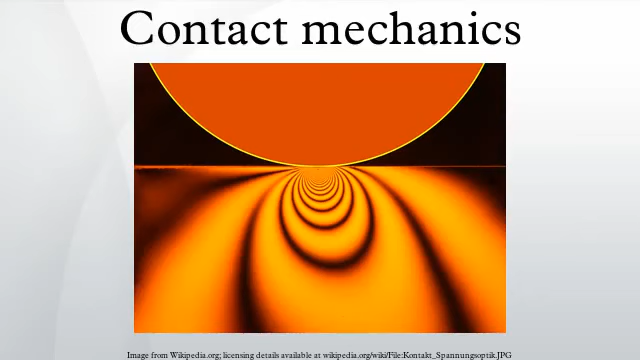 Contact mechanics
Image from Wikipedia.org; licensing details available at wikipedia.org/wiki/File:Kontakt_Spannungsoptik.JPG